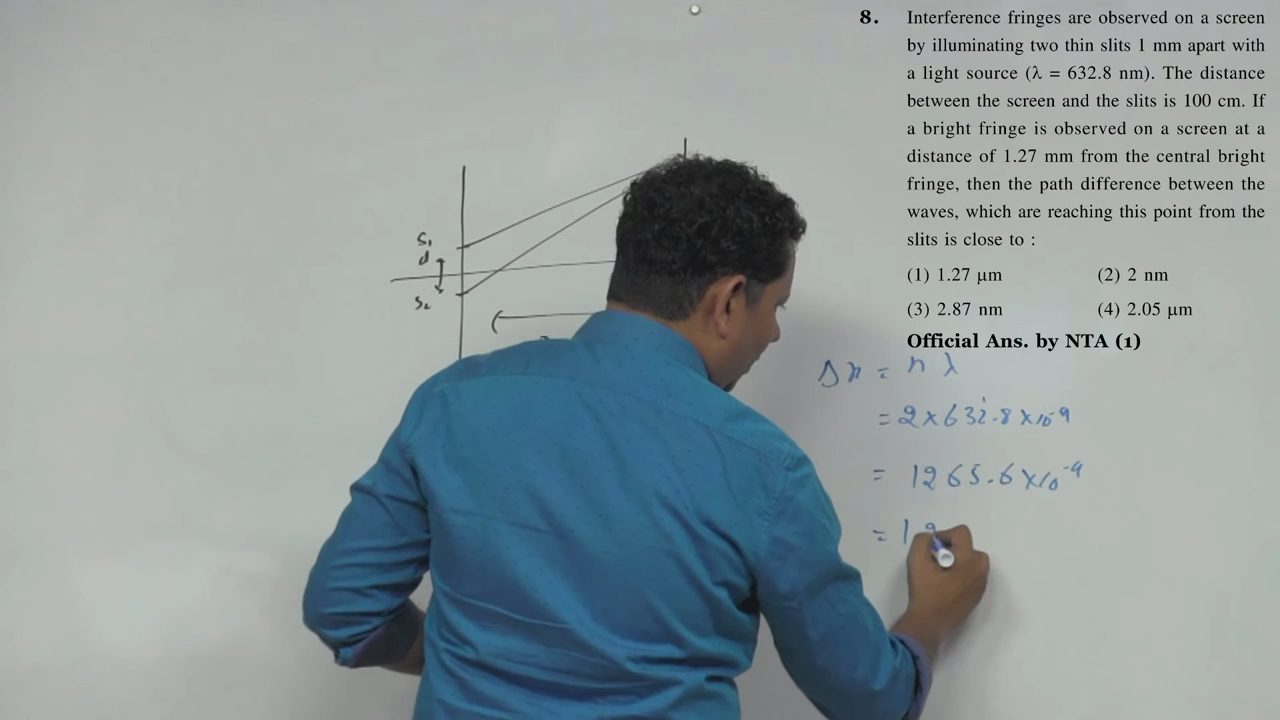 8. Interference fringes are observed on a screen
by illuminating two thin slits 1 mm apart with
a light source (λ = 632.8 nm). The distance
between the screen and the slits is 100 cm. If
a bright fringe is observed on a screen at a
distance of 1.27 mm from the central bright
fringe, then the path difference between the
waves, which are reaching this point from the
slits is close to :
(1) 1.27 μm (2) 2 nm
(3) 2.87 nm (4) 2.05 μm
Official Ans. by NTA (1)
S₁
d
S₂
Δx = n λ
= 2 × 632.8 × 10⁻⁹
= 1265.6 × 10⁻⁹
= 1